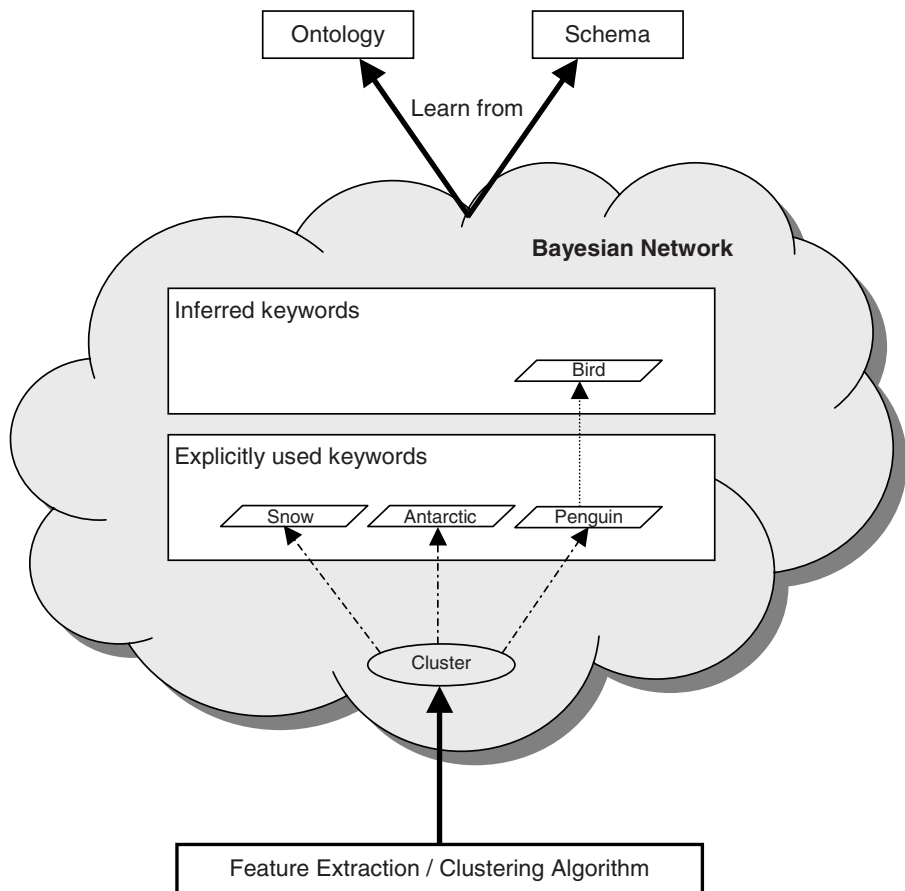 Ontology
Schema
Learn from
Bayesian Network
Inferred keywords
Bird
Explicitly used keywords
Snow
Antarctic
Penguin
Cluster
Feature Extraction / Clustering Algorithm